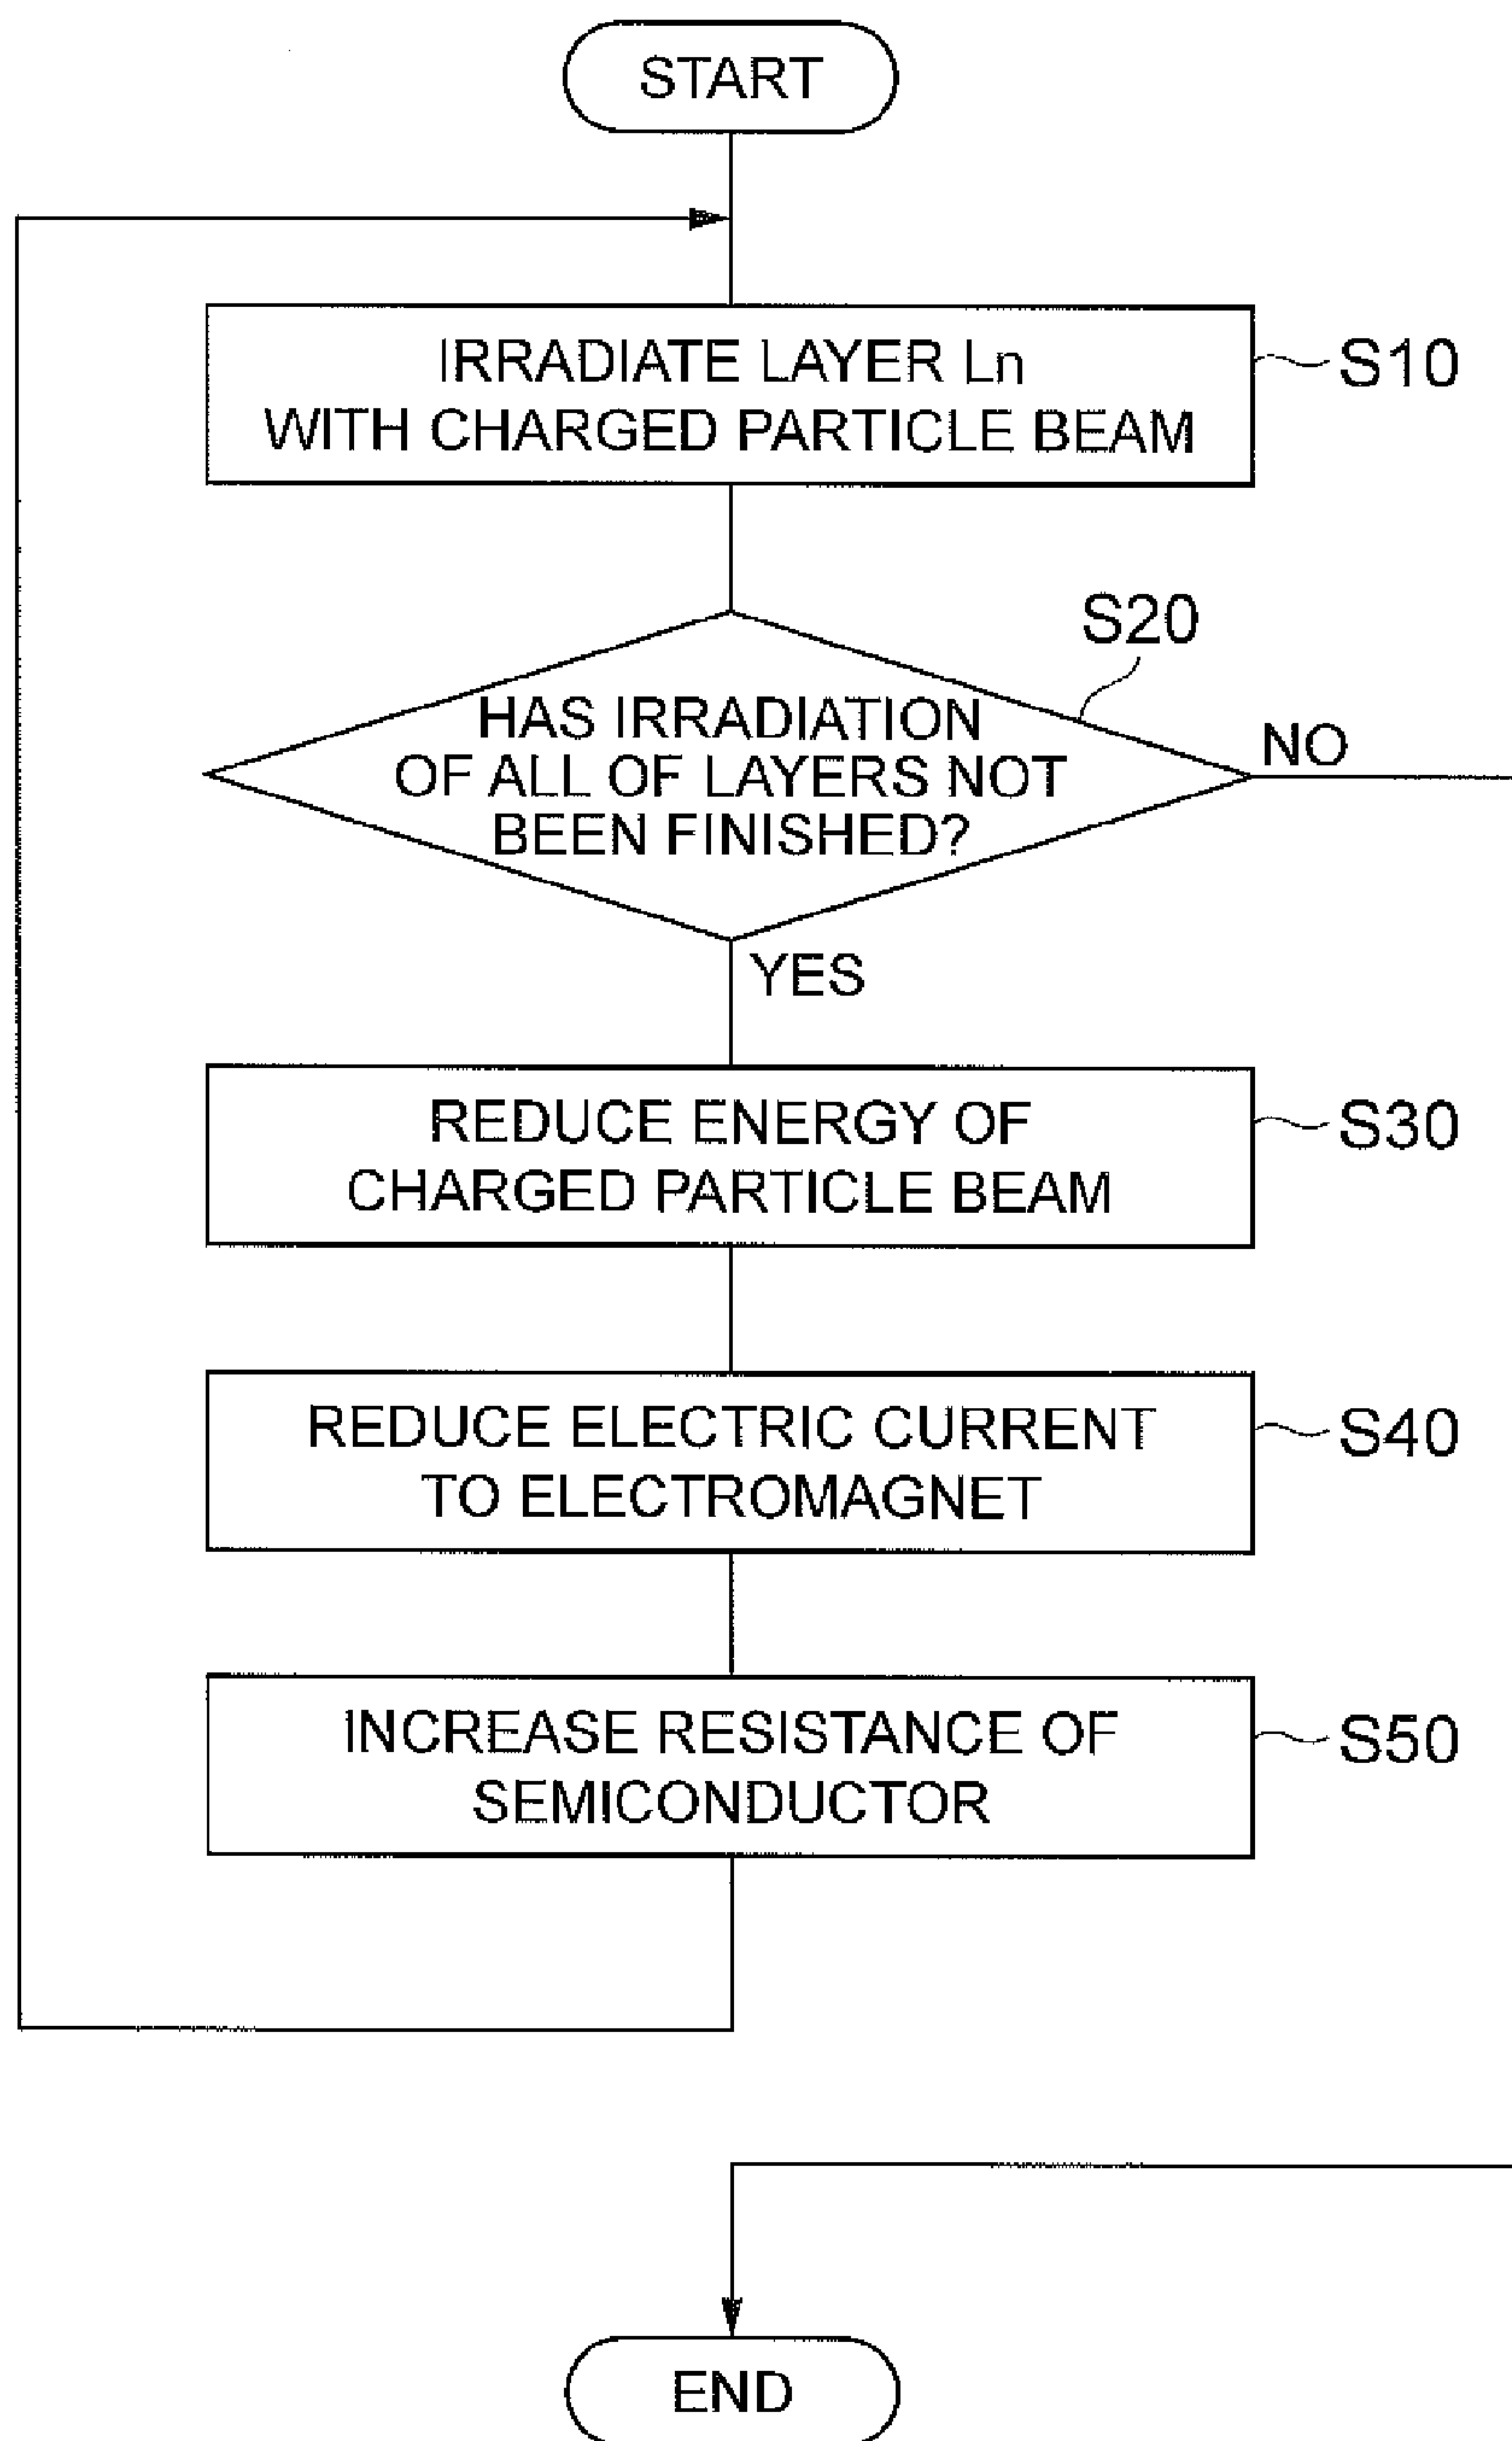 START
IRRADIATE LAYER Ln
WITH CHARGED PARTICLE BEAM
S10
S20
HAS IRRADIATION
OF ALL OF LAYERS NOT
BEEN FINISHED?
NO
YES
REDUCE ENERGY OF
CHARGED PARTICLE BEAM
S30
REDUCE ELECTRIC CURRENT
TO ELECTROMAGNET
S40
INCREASE RESISTANCE OF
SEMICONDUCTOR
S50
END